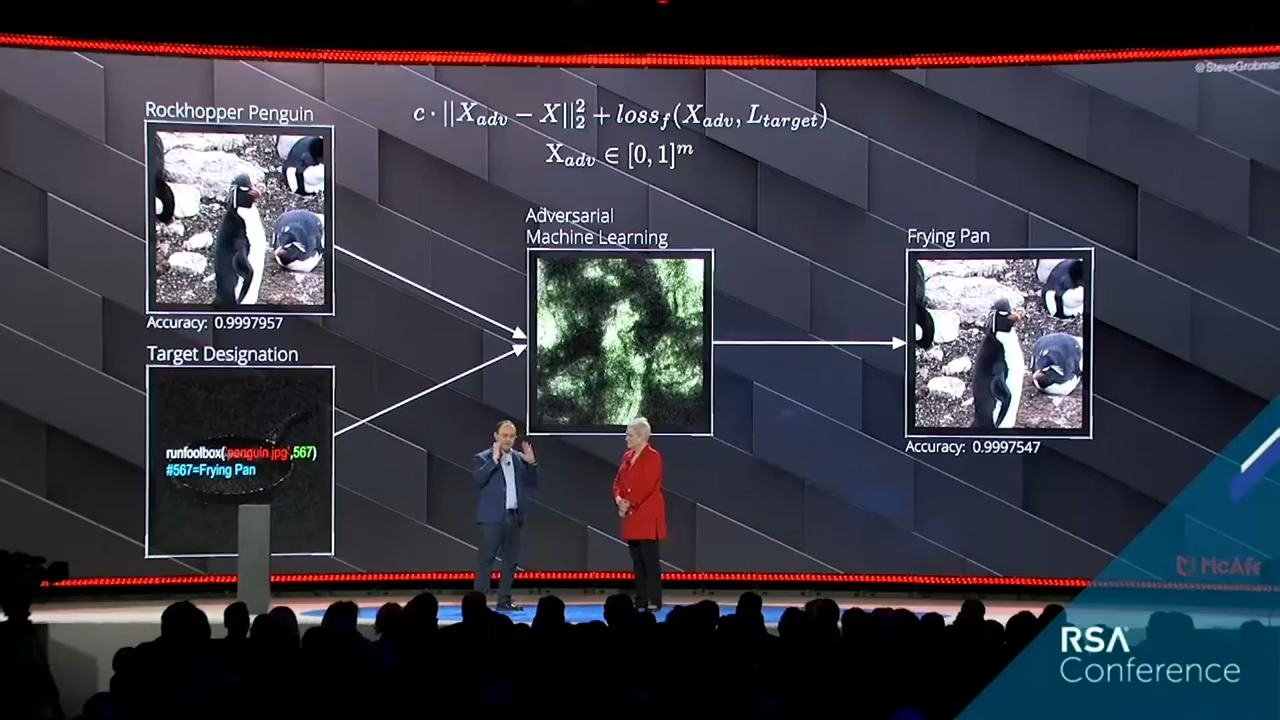 @SteveGrobman
Rockhopper Penguin
c · ||X_adv − X||²₂ + loss_f(X_adv, L_target)
X_adv ∈ [0, 1]^m
Accuracy: 0.9997957
Target Designation
runfoolbox('penguin.jpg',567)
#567=Frying Pan
Adversarial
Machine Learning
Frying Pan
Accuracy: 0.9997547
McAfe
RSA
Conference